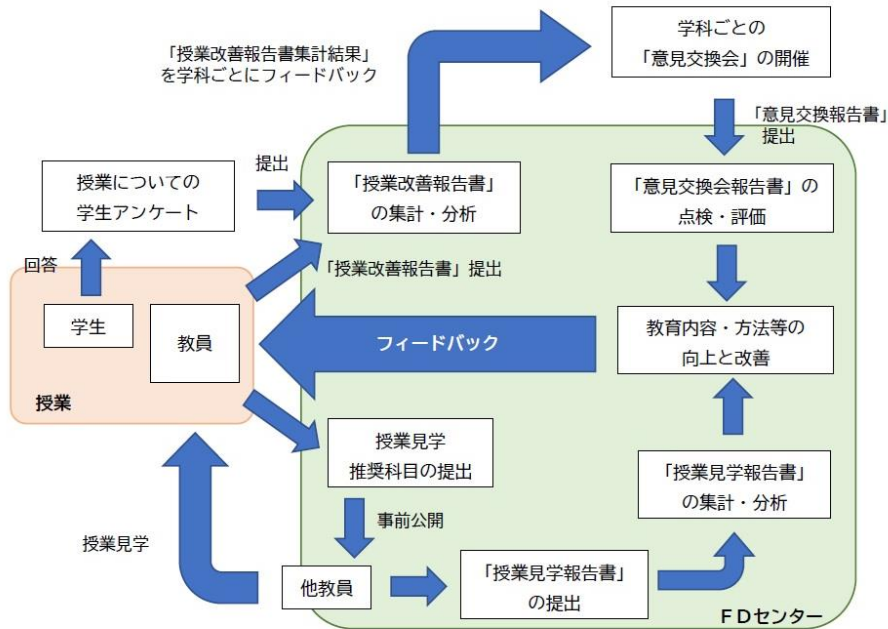 「授業改善報告書集計結果」
を学科ごとにフィードバック
学科ごとの
「意見交換会」の開催
「意見交換報告書」
提出
授業についての
学生アンケート
提出
「授業改善報告書」
の集計・分析
「意見交換会報告書」の
点検・評価
回答
「授業改善報告書」提出
学生
教員
授業
フィードバック
教育内容・方法等の
向上と改善
授業見学
推奨科目の提出
「授業見学報告書」
の集計・分析
事前公開
授業見学
他教員
「授業見学報告書」
の提出
ＦＤセンター